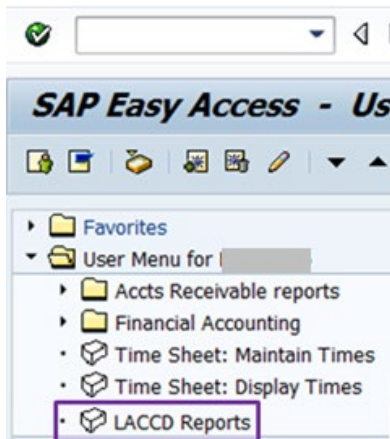 SAP Easy Access - Us
Favorites
User Menu for
Accts Receivable reports
Financial Accounting
Time Sheet: Maintain Times
Time Sheet: Display Times
LACCD Reports